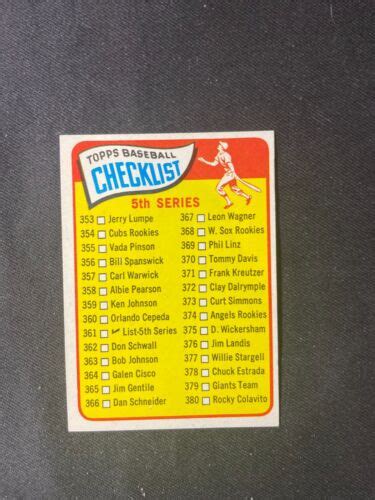 TOPPS BASEBALL
CHECKLIST
5th SERIES
353 Jerry Lumpe
354 Cubs Rookies
355 Vada Pinson
356 Bill Spanswick
357 Carl Warwick
358 Albie Pearson
359 Ken Johnson
360 Orlando Cepeda
361 ✓ List-5th Series
362 Don Schwall
363 Bob Johnson
364 Galen Cisco
365 Jim Gentile
366 Dan Schneider
367 Leon Wagner
368 W. Sox Rookies
369 Phil Linz
370 Tommy Davis
371 Frank Kreutzer
372 Clay Dalrymple
373 Curt Simmons
374 Angels Rookies
375 D. Wickersham
376 Jim Landis
377 Willie Stargell
378 Chuck Estrada
379 Giants Team
380 Rocky Colavito